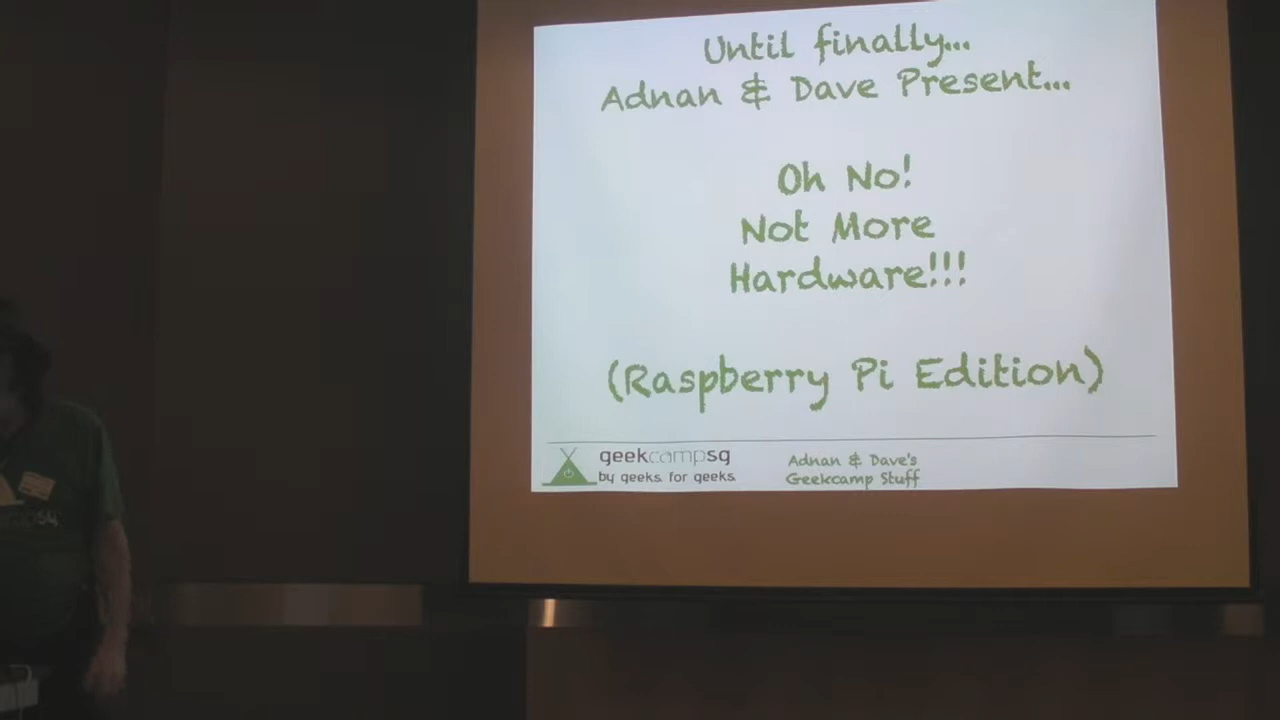 Until finally...
Adnan & Dave Present...
Oh No!
Not More
Hardware!!!
(Raspberry Pi Edition)
geekcampsg
by geeks. for geeks.
Adnan & Dave's
Geekcamp Stuff